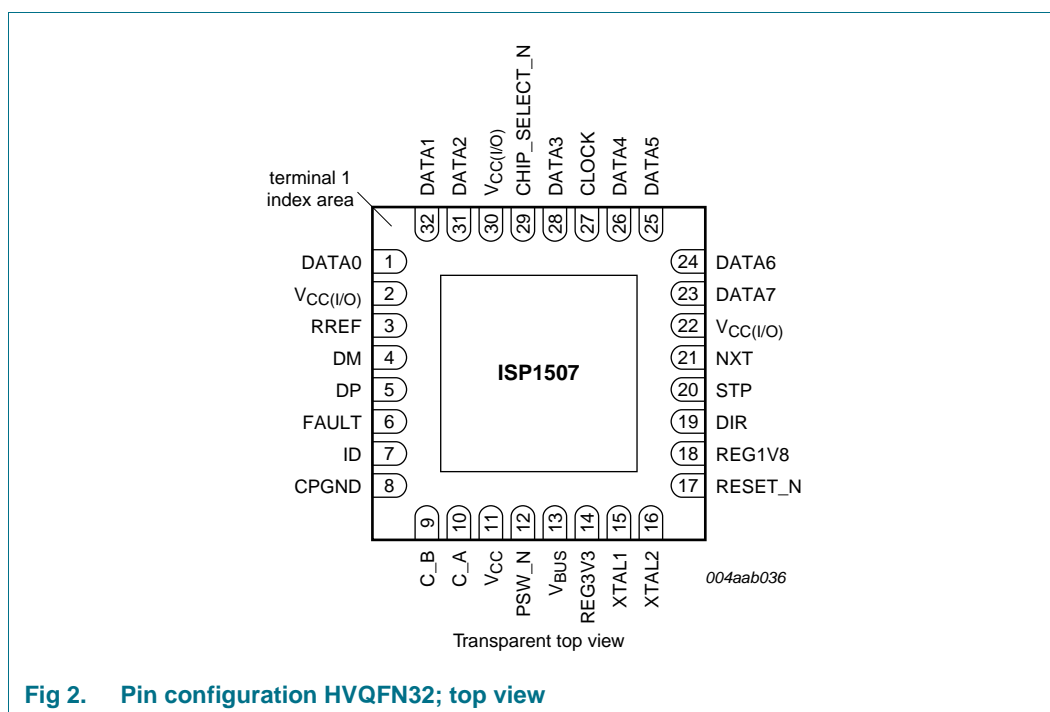 CHIP_SELECT_N
DATA1
DATA2
VCC(I/O)
DATA3
CLOCK
DATA4
DATA5
terminal 1
index area
32
31
30
29
28
27
26
25
DATA0 1
VCC(I/O) 2
RREF 3
DM 4
DP 5
FAULT 6
ID 7
CPGND 8
ISP1507
24 DATA6
23 DATA7
22 VCC(I/O)
21 NXT
20 STP
19 DIR
18 REG1V8
17 RESET_N
9
10
11
12
13
14
15
16
C_B
C_A
VCC
PSW_N
VBUS
REG3V3
XTAL1
XTAL2
004aab036
Transparent top view
Fig 2. Pin configuration HVQFN32; top view